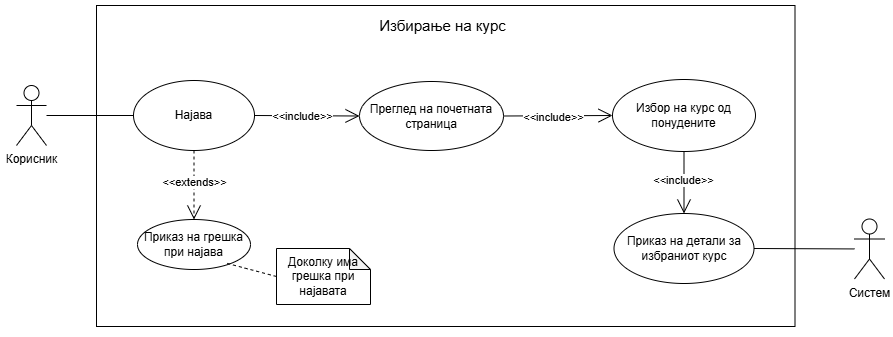 Избирање на курс
Корисник
Најава
<<include>>
Преглед на почетната
страница
<<include>>
Избор на курс од
понудените
<<extends>>
<<include>>
Приказ на грешка
при најава
Доколку има
грешка при
најавата
Приказ на детали за
избраниот курс
Систем